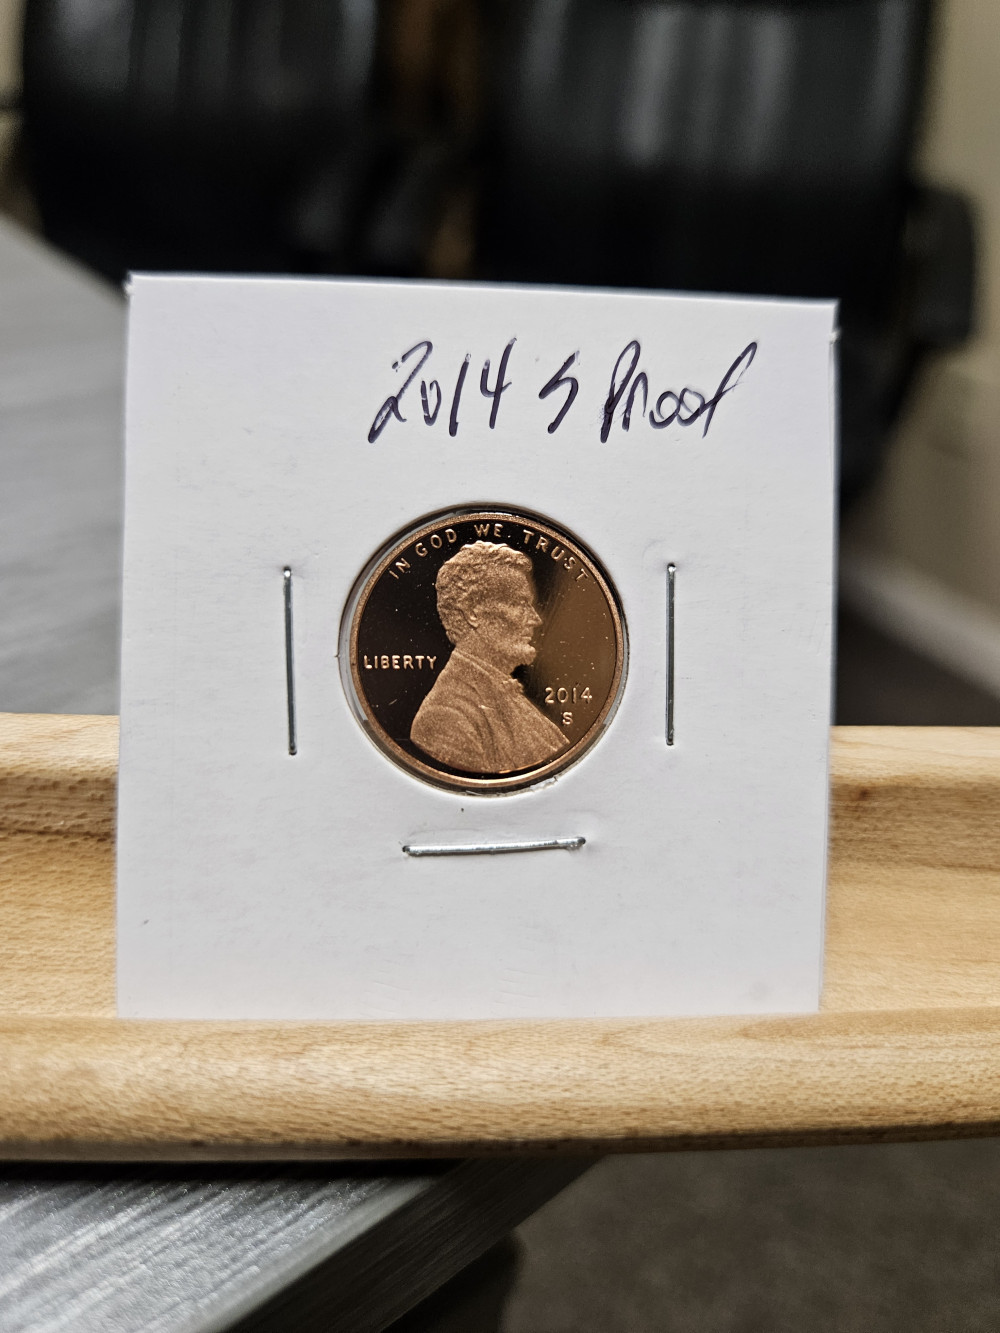 2014 S Proof
IN GOD WE TRUST
LIBERTY
2014
S